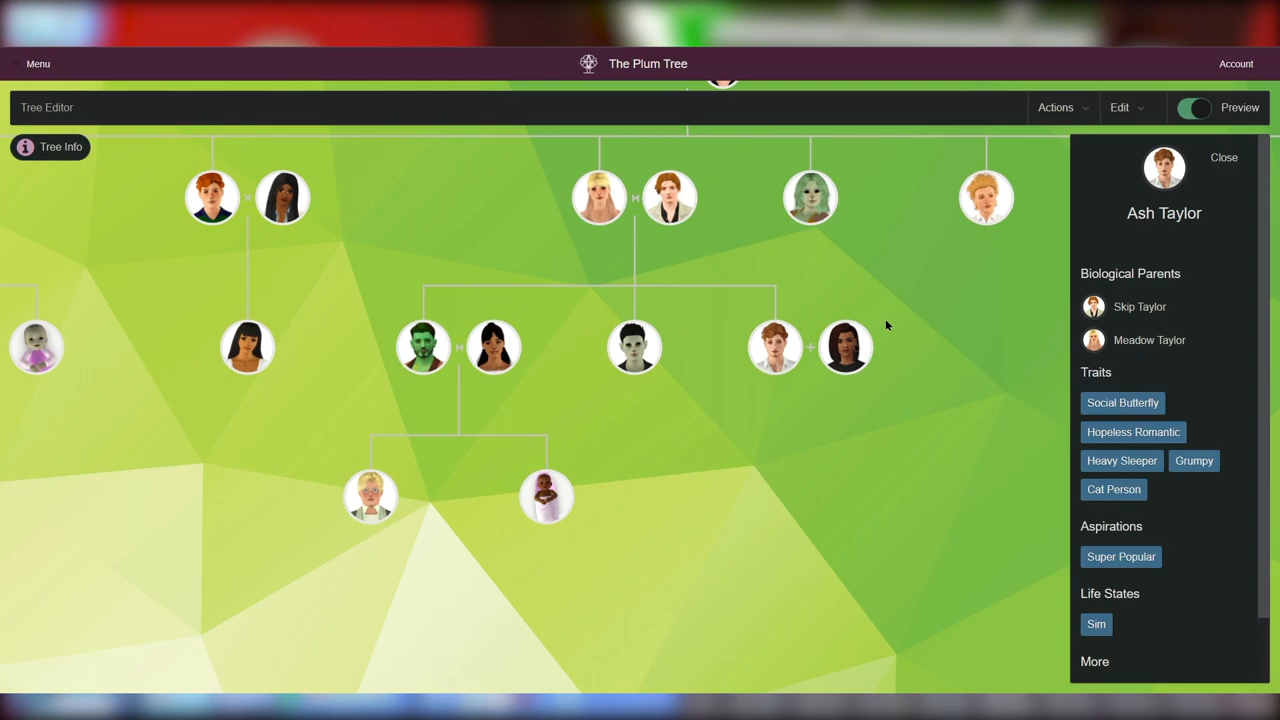 Menu
The Plum Tree
Account
Tree Editor
Actions
Edit
Preview
Tree Info
Close
Ash Taylor
Biological Parents
Skip Taylor
Meadow Taylor
Traits
Social Butterfly
Hopeless Romantic
Heavy Sleeper Grumpy
Cat Person
Aspirations
Super Popular
Life States
Sim
More